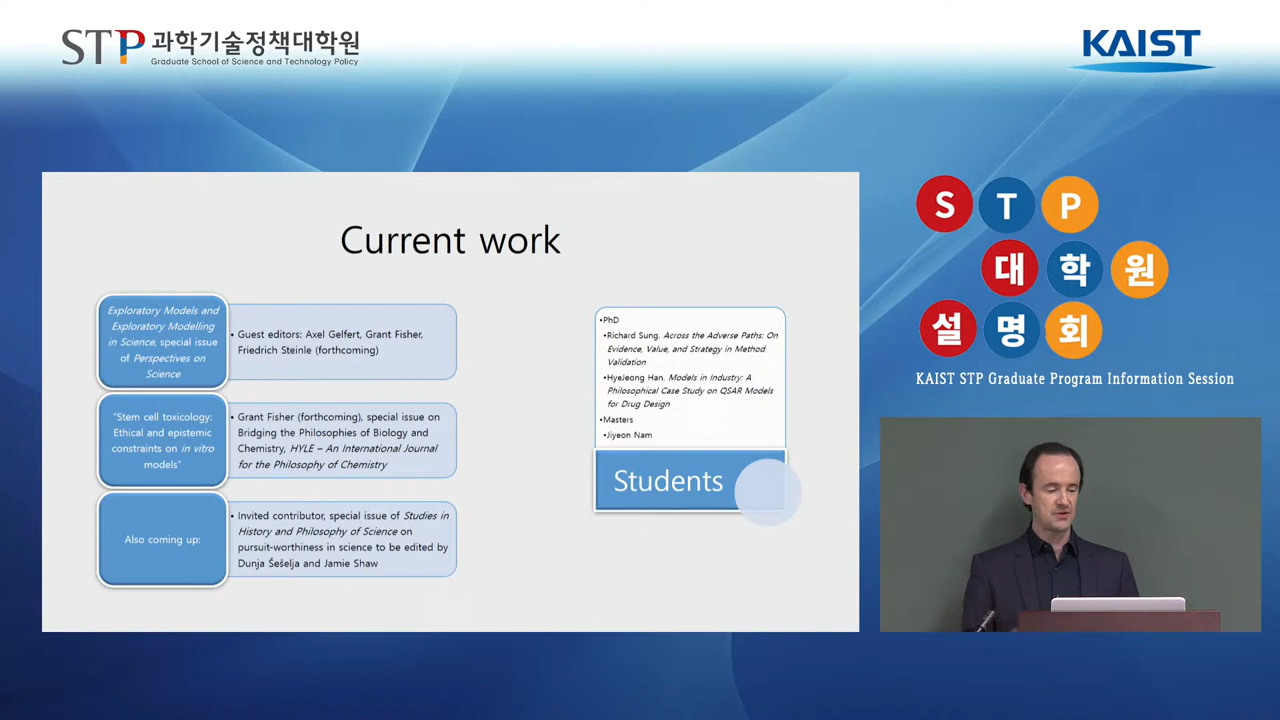 STP 과학기술정책대학원
Graduate School of Science and Technology Policy
KAIST
Current work
Exploratory Models and
Exploratory Modelling
in Science, special issue
of Perspectives on
Science
• Guest editors: Axel Gelfert, Grant Fisher,
Friedrich Steinle (forthcoming)
"Stem cell toxicology:
Ethical and epistemic
constraints on in vitro
models"
• Grant Fisher (forthcoming), special issue on
Bridging the Philosophies of Biology and
Chemistry, HYLE – An International Journal
for the Philosophy of Chemistry
Also coming up:
• Invited contributor, special issue of Studies in
History and Philosophy of Science on
pursuit-worthiness in science to be edited by
Dunja Šešelja and Jamie Shaw
•PhD
•Richard Sung. Across the Adverse Paths: On
Evidence, Value, and Strategy in Method
Validation
•HyeJeong Han. Models in Industry: A
Philosophical Case Study on QSAR Models
for Drug Design
•Masters
•Jiyeon Nam
Students
S T P
대 학 원
설 명 회
KAIST STP Graduate Program Information Session